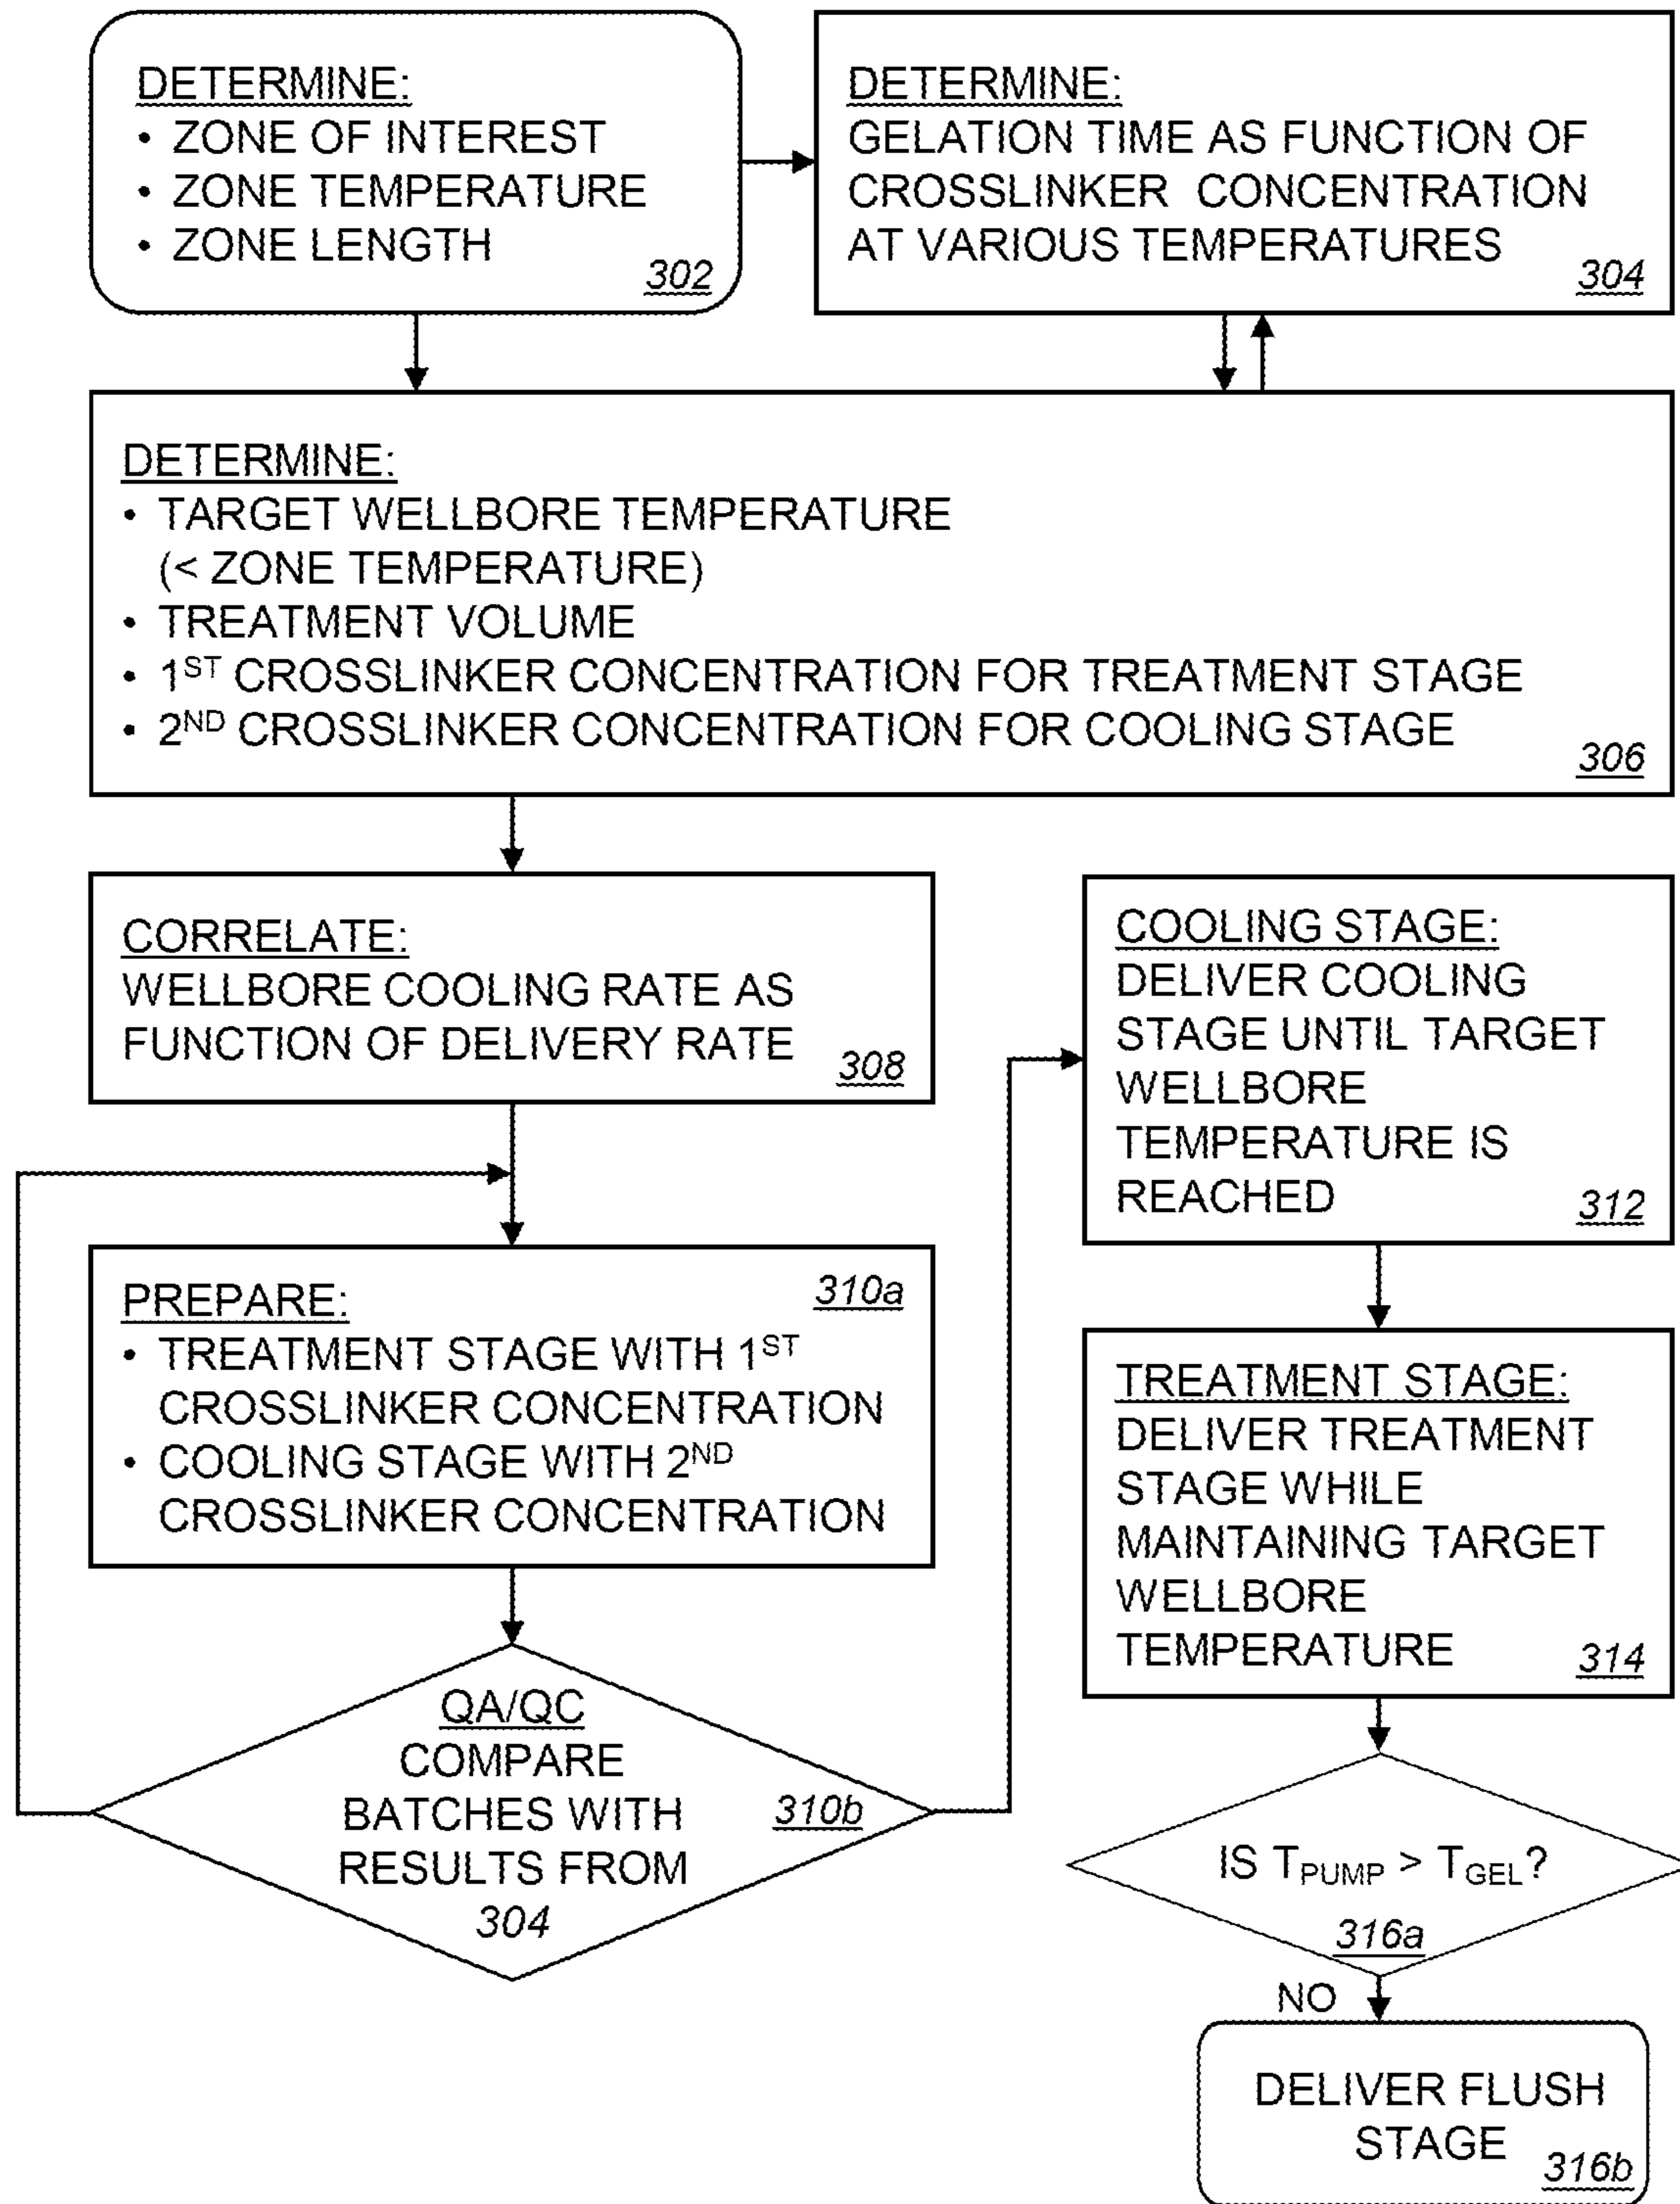 DETERMINE:
• ZONE OF INTEREST
• ZONE TEMPERATURE
• ZONE LENGTH
302
DETERMINE:
GELATION TIME AS FUNCTION OF
CROSSLINKER CONCENTRATION
AT VARIOUS TEMPERATURES
304
DETERMINE:
• TARGET WELLBORE TEMPERATURE
(< ZONE TEMPERATURE)
• TREATMENT VOLUME
• 1ST CROSSLINKER CONCENTRATION FOR TREATMENT STAGE
• 2ND CROSSLINKER CONCENTRATION FOR COOLING STAGE
306
CORRELATE:
WELLBORE COOLING RATE AS
FUNCTION OF DELIVERY RATE
308
PREPARE:
310a
• TREATMENT STAGE WITH 1ST
CROSSLINKER CONCENTRATION
• COOLING STAGE WITH 2ND
CROSSLINKER CONCENTRATION
QA/QC
COMPARE
BATCHES WITH
310b
RESULTS FROM
304
COOLING STAGE:
DELIVER COOLING
STAGE UNTIL TARGET
WELLBORE
TEMPERATURE IS
REACHED
312
TREATMENT STAGE:
DELIVER TREATMENT
STAGE WHILE
MAINTAINING TARGET
WELLBORE
TEMPERATURE
314
IS TPUMP > TGEL?
316a
NO
DELIVER FLUSH
STAGE
316b